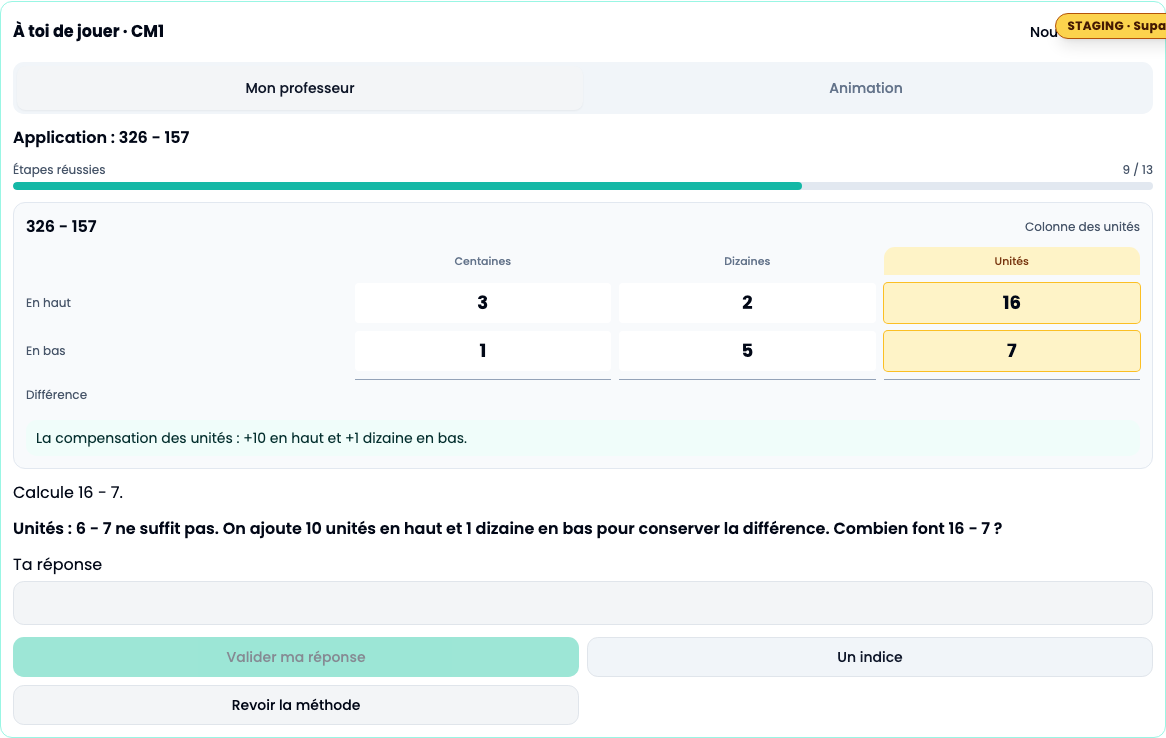 À toi de jouer · CM1
Nou
STAGING · Supa
Mon professeur
Animation
Application : 326 − 157
Étapes réussies
9 / 13
326 − 157
Colonne des unités
Centaines
Dizaines
Unités
En haut
3
2
16
En bas
1
5
7
Différence
La compensation des unités : +10 en haut et +1 dizaine en bas.
Calcule 16 − 7.
Unités : 6 − 7 ne suffit pas. On ajoute 10 unités en haut et 1 dizaine en bas pour conserver la différence. Combien font 16 − 7 ?
Ta réponse
Valider ma réponse
Un indice
Revoir la méthode